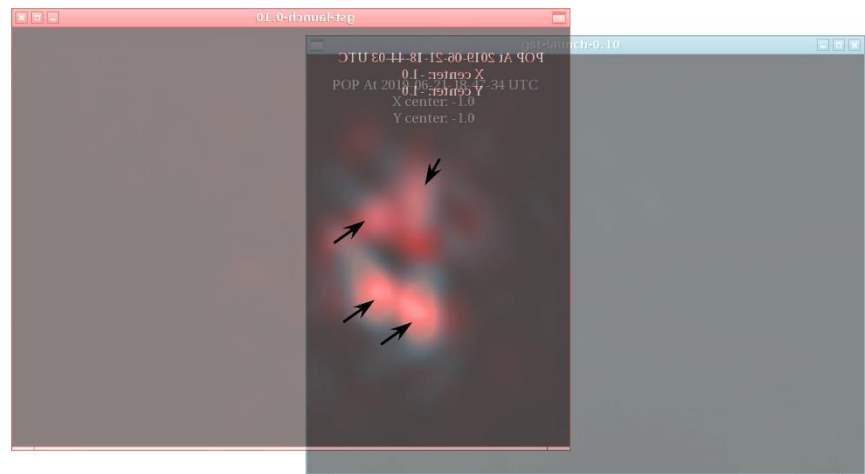 gst-launch-0.10
gst-launch-0.10
POP At 2019-06-21-18-44-03 UTC
X center: -1.0
Y center: -1.0
POP At 2019-06-21-18-47-34 UTC
X center: -1.0
Y center: -1.0